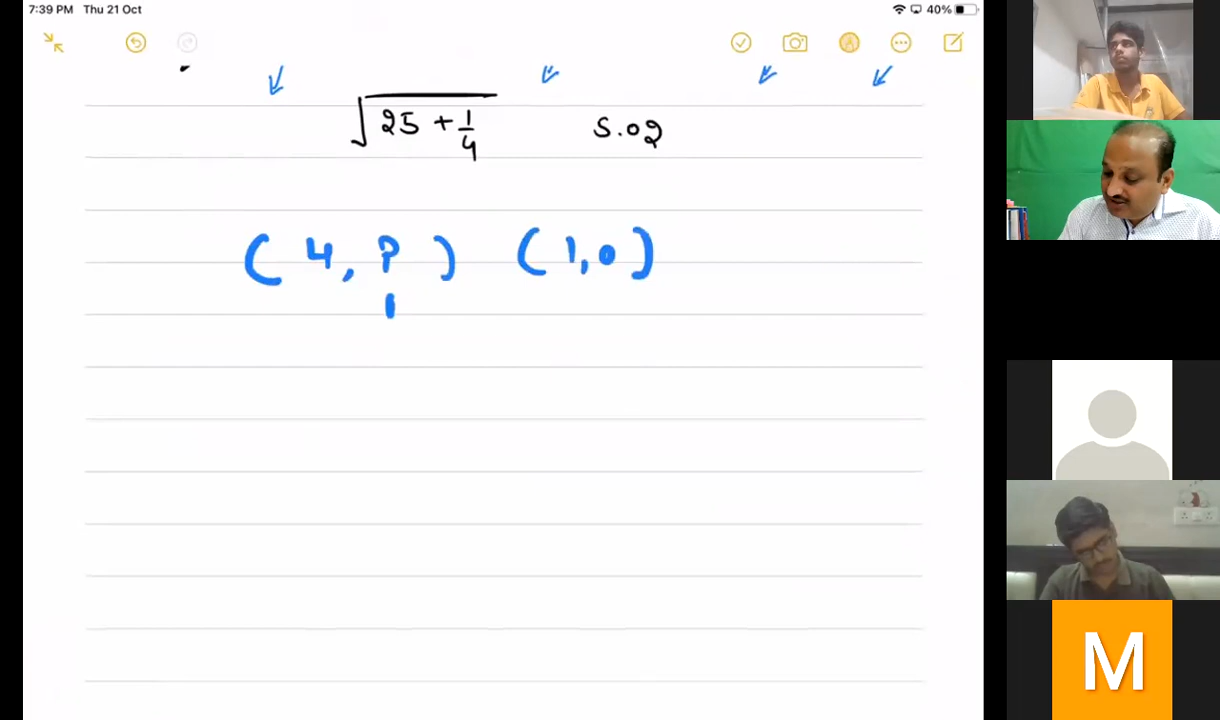 7:39 PM Thu 21 Oct
40%
√25 + 1/4 5.02
( 4, P ) ( 1, 0 )
M